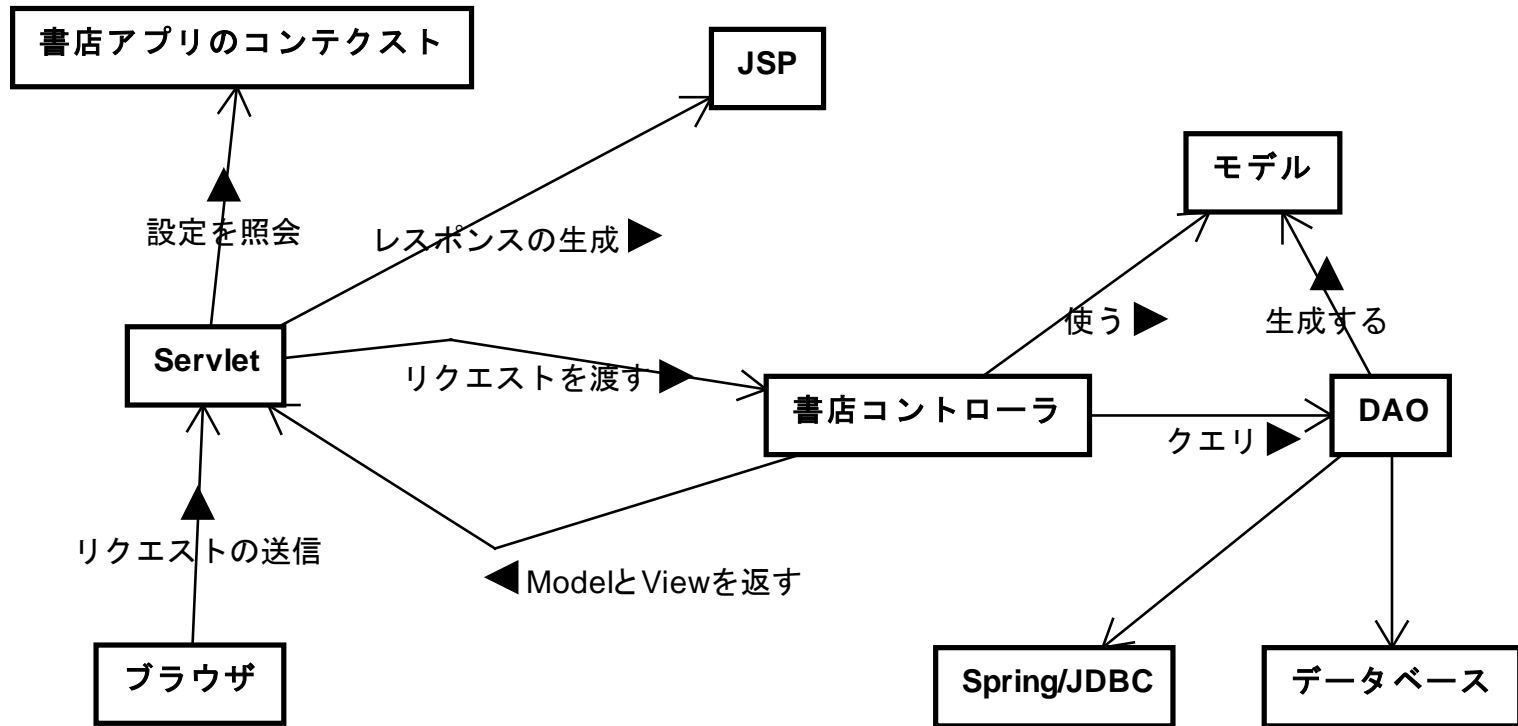 書店アプリのコンテクスト
JSP
モデル
設定を照会
レスポンスの生成
使う
生成する
Servlet
リクエストを渡す
書店コントローラ
DAO
クエリ
リクエストの送信
ModelとViewを返す
ブラウザ
Spring/JDBC
データベース